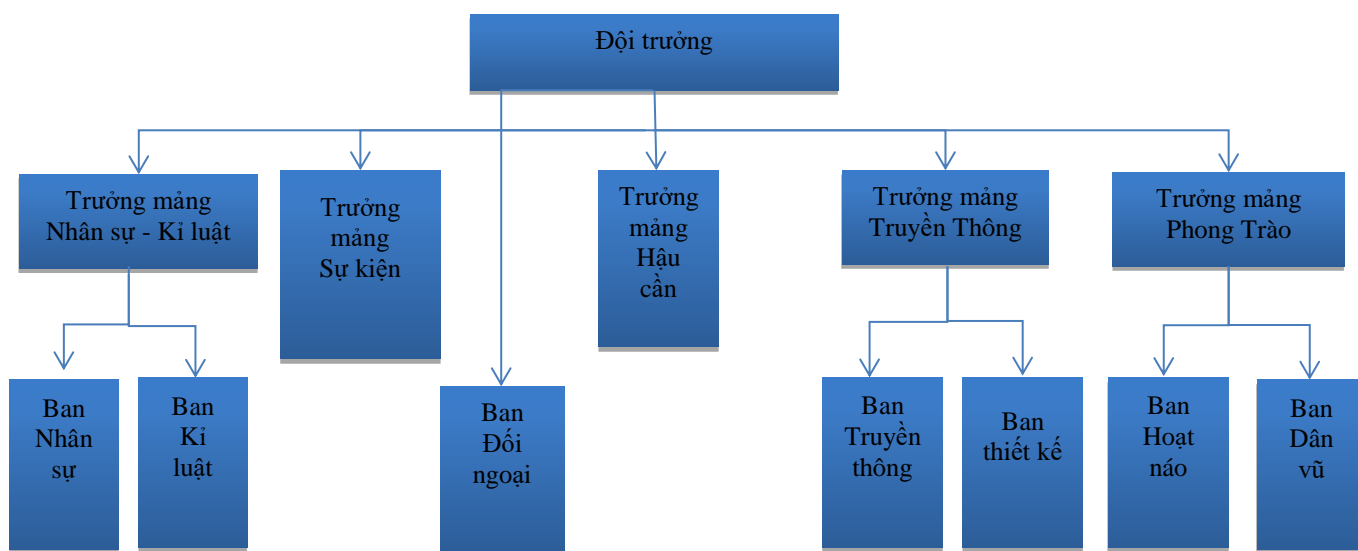 Đội trưởng
Trưởng mảng
Nhân sự - Kỉ luật
Trưởng
mảng
Sự kiện
Trưởng
mảng
Hậu
cần
Trưởng mảng
Truyền Thông
Trưởng mảng
Phong Trào
Ban
Nhân
sự
Ban
Kỉ
luật
Ban
Đối
ngoại
Ban
Truyền
thông
Ban
thiết kế
Ban
Hoạt
náo
Ban
Dân
vũ